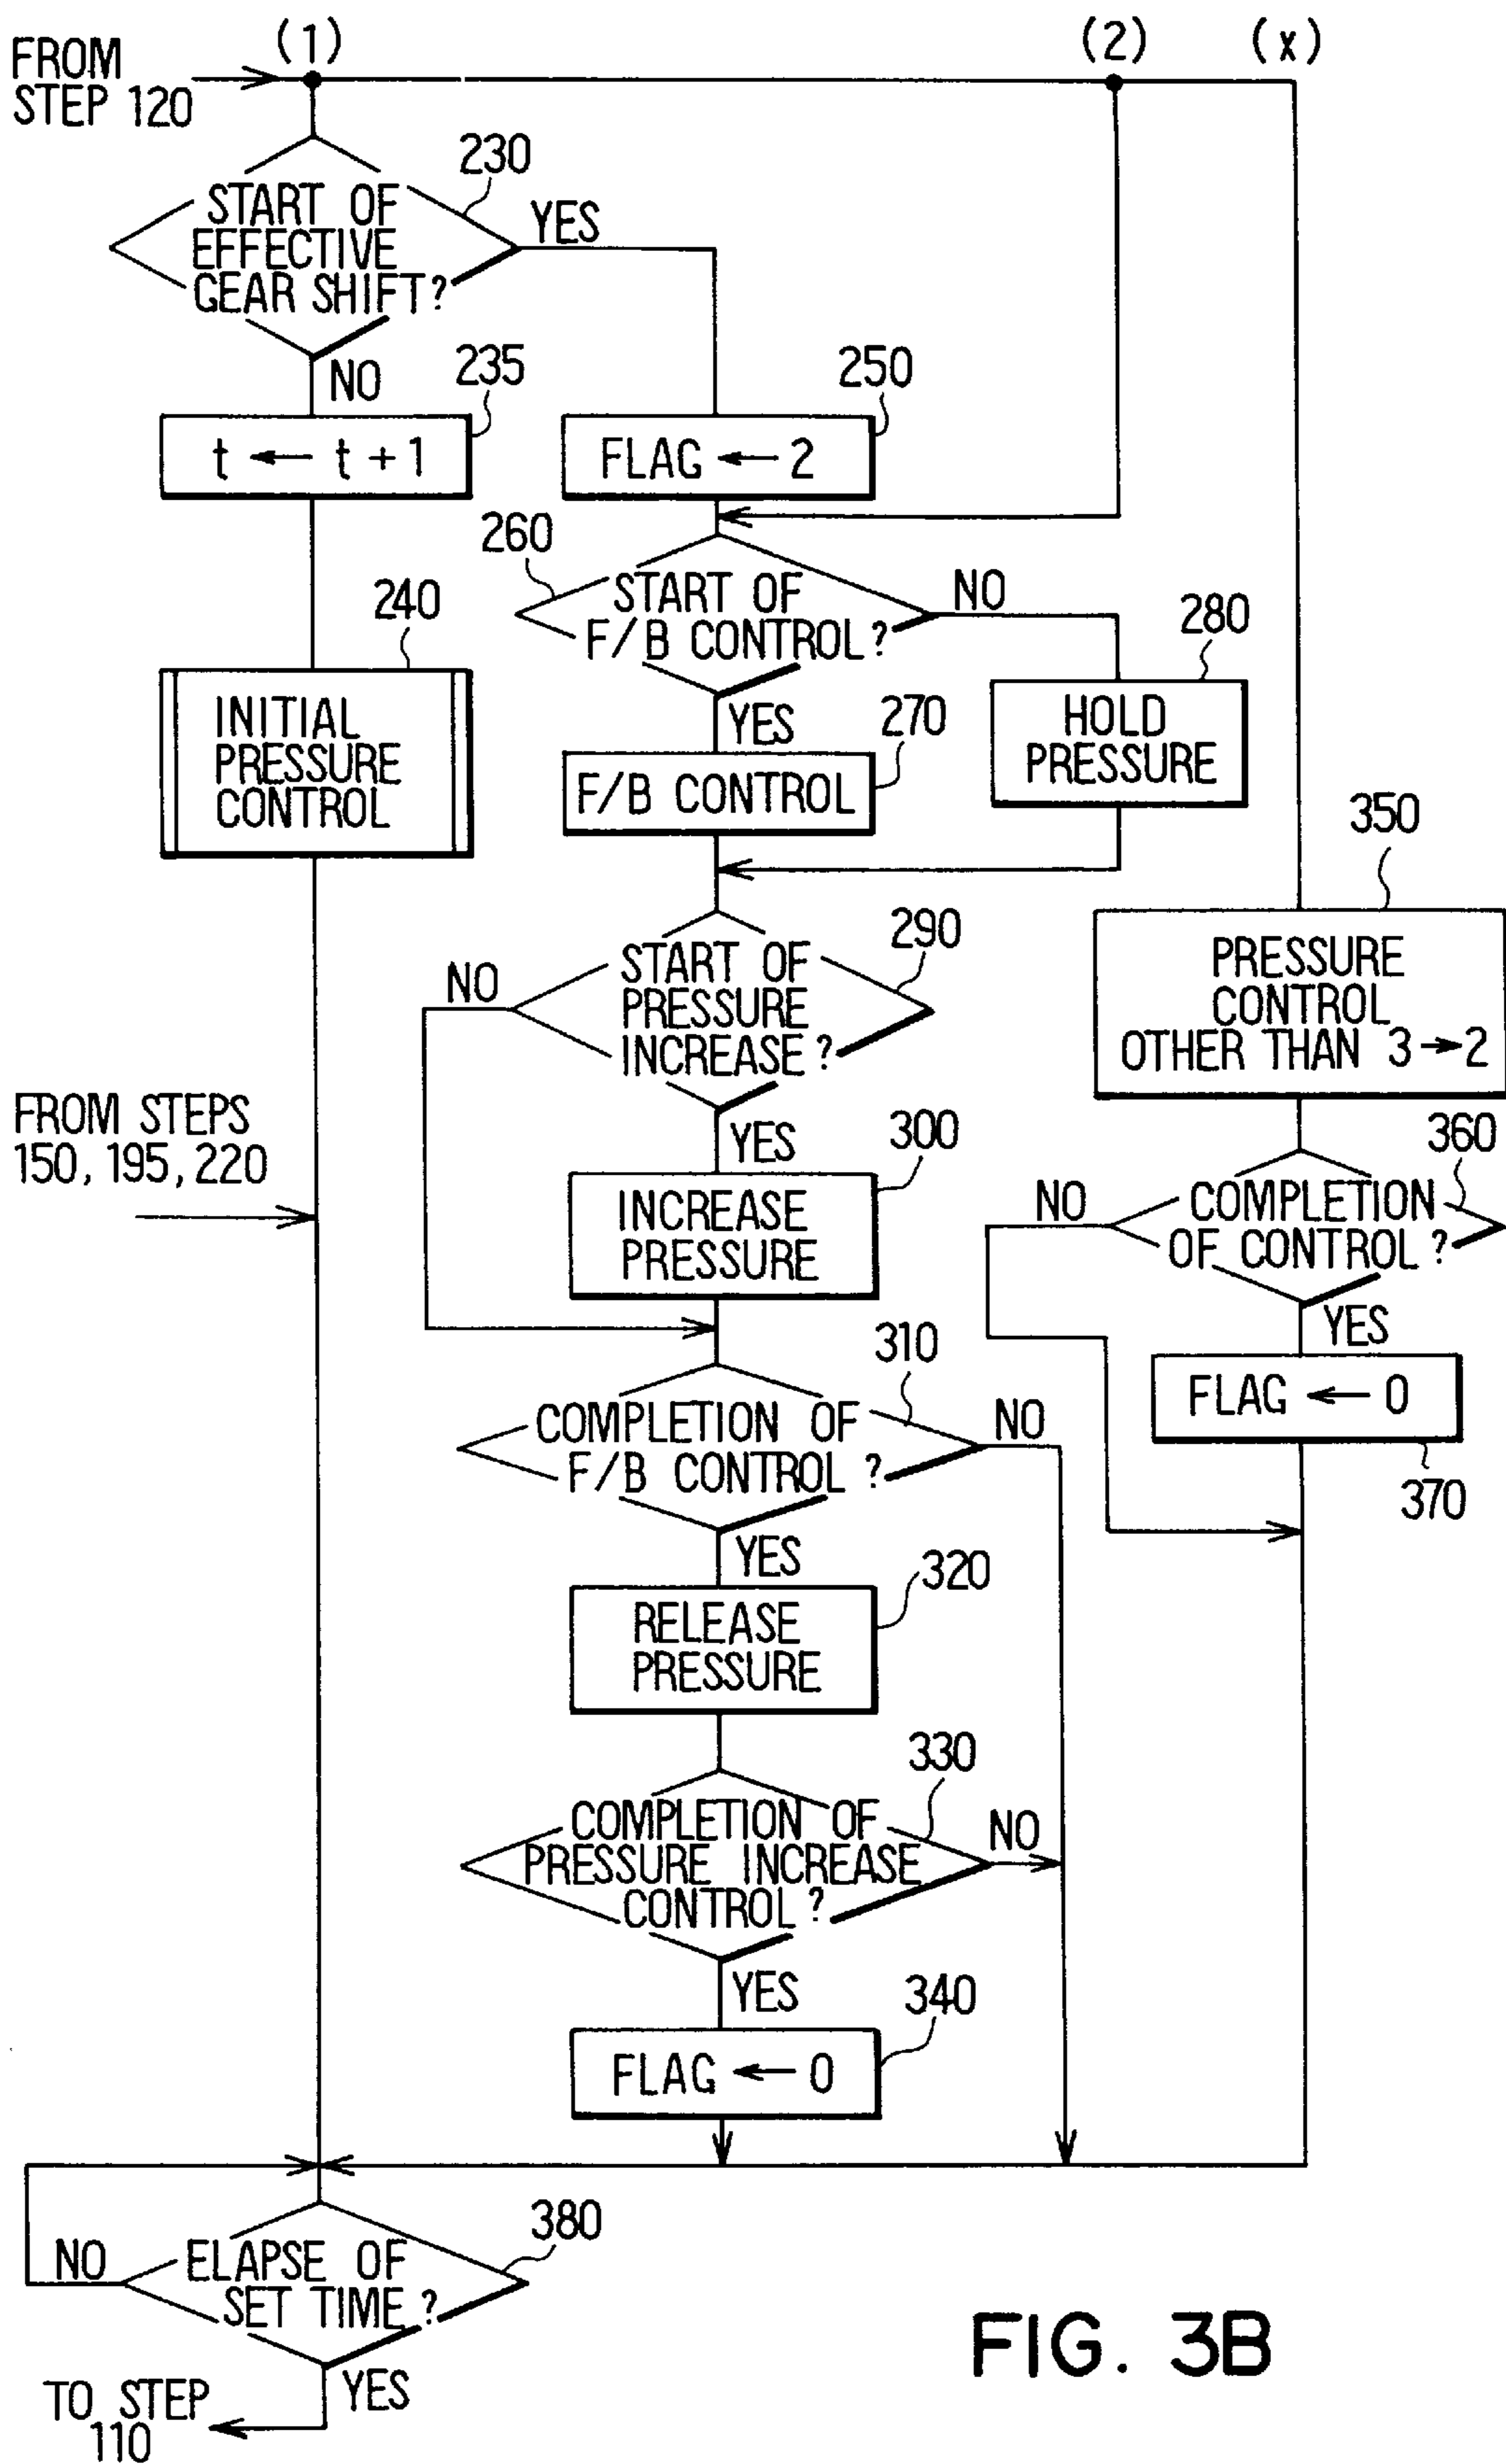 FROM
STEP 120
(1)
(2)
(x)
230
START OF
EFFECTIVE
GEAR SHIFT?
YES
NO
235
t ← t + 1
250
FLAG ← 2
240
INITIAL
PRESSURE
CONTROL
260
START OF
F/B CONTROL?
NO
YES
280
HOLD
PRESSURE
270
F/B CONTROL
290
START OF
PRESSURE
INCREASE?
NO
YES
350
PRESSURE
CONTROL
OTHER THAN 3→2
FROM STEPS
150, 195, 220
300
INCREASE
PRESSURE
360
COMPLETION
OF CONTROL?
NO
YES
FLAG ← 0
370
310
COMPLETION OF
F/B CONTROL?
NO
YES
320
RELEASE
PRESSURE
330
COMPLETION OF
PRESSURE INCREASE
CONTROL?
NO
YES
340
FLAG ← 0
380
ELAPSE OF
SET TIME?
NO
YES
TO STEP
110
FIG. 3B